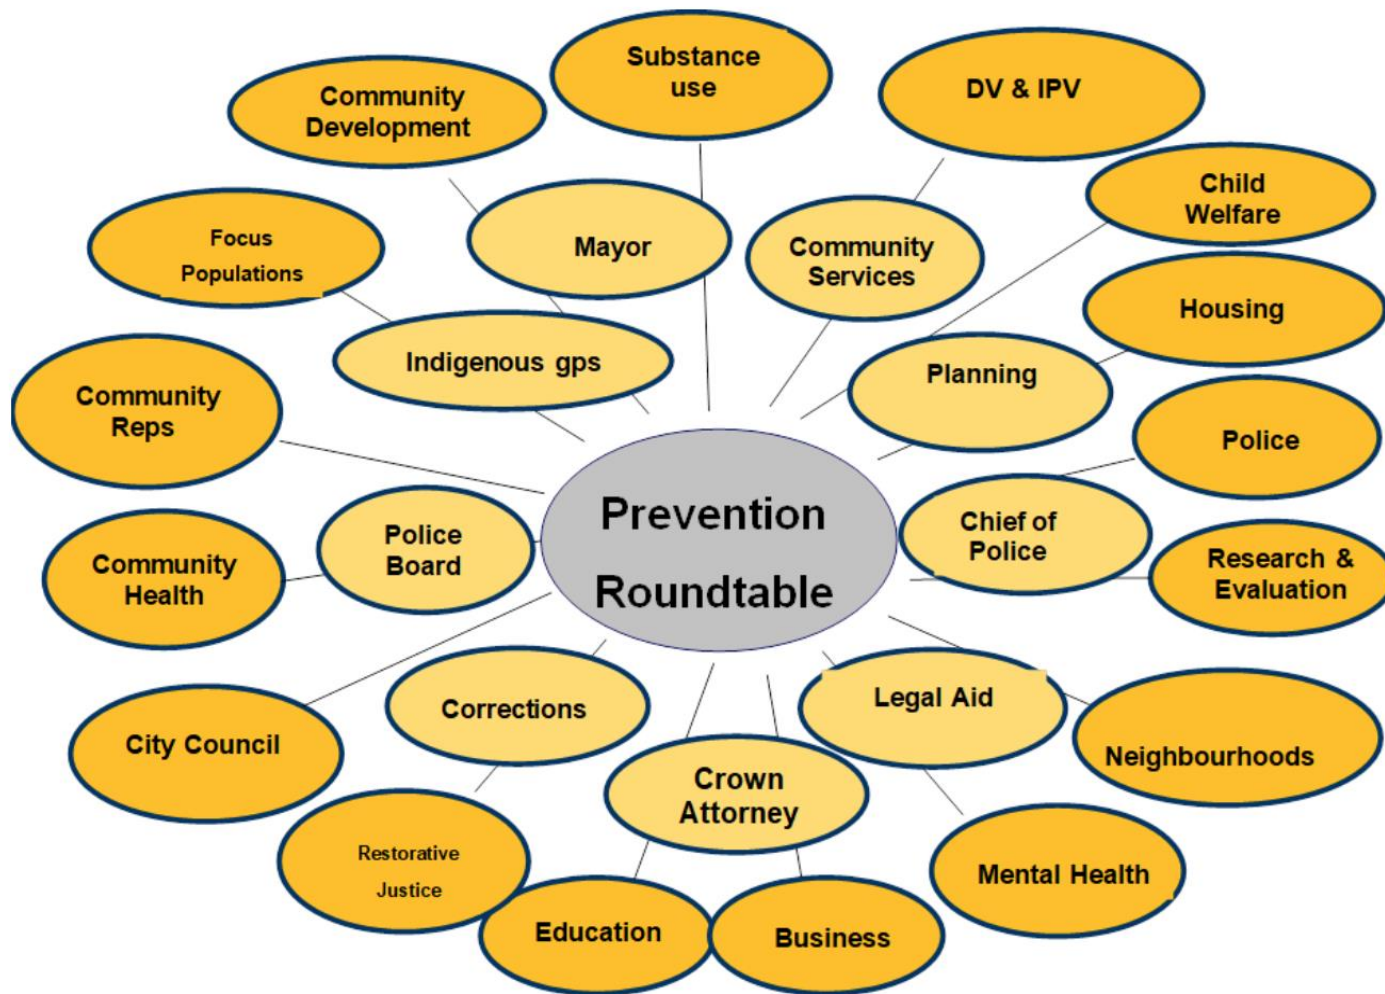 Substance
use
DV & IPV
Community
Development
Child
Welfare
Focus
Populations
Mayor
Community
Services
Housing
Indigenous gps
Planning
Community
Reps
Police
Prevention
Roundtable
Police
Board
Chief of
Police
Community
Health
Research &
Evaluation
Corrections
Legal Aid
City Council
Neighbourhoods
Crown
Attorney
Restorative
Justice
Mental Health
Education
Business